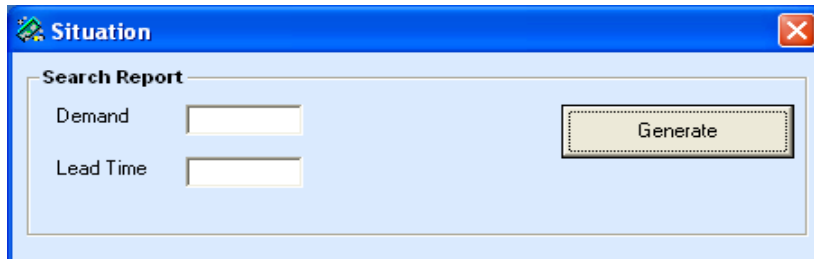 Situation
Search Report
Demand
Generate
Lead Time